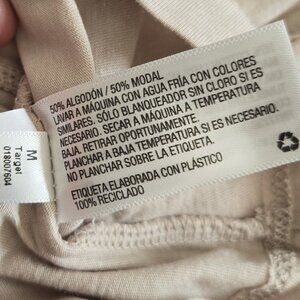 50% ALGODÓN / 50% MODAL
LAVAR A MÁQUINA CON AGUA FRÍA CON COLORES
SIMILARES. SÓLO BLANQUEADOR SIN CLORO SI ES
NECESARIO. SECAR A MÁQUINA A TEMPERATURA
BAJA. RETIRAR OPORTUNAMENTE.
PLANCHAR A BAJA TEMPERATURA SI ES NECESARIO.
NO PLANCHAR SOBRE LA ETIQUETA.
ETIQUETA ELABORADA CON PLÁSTICO
100% RECICLADO
M
Target
018007604